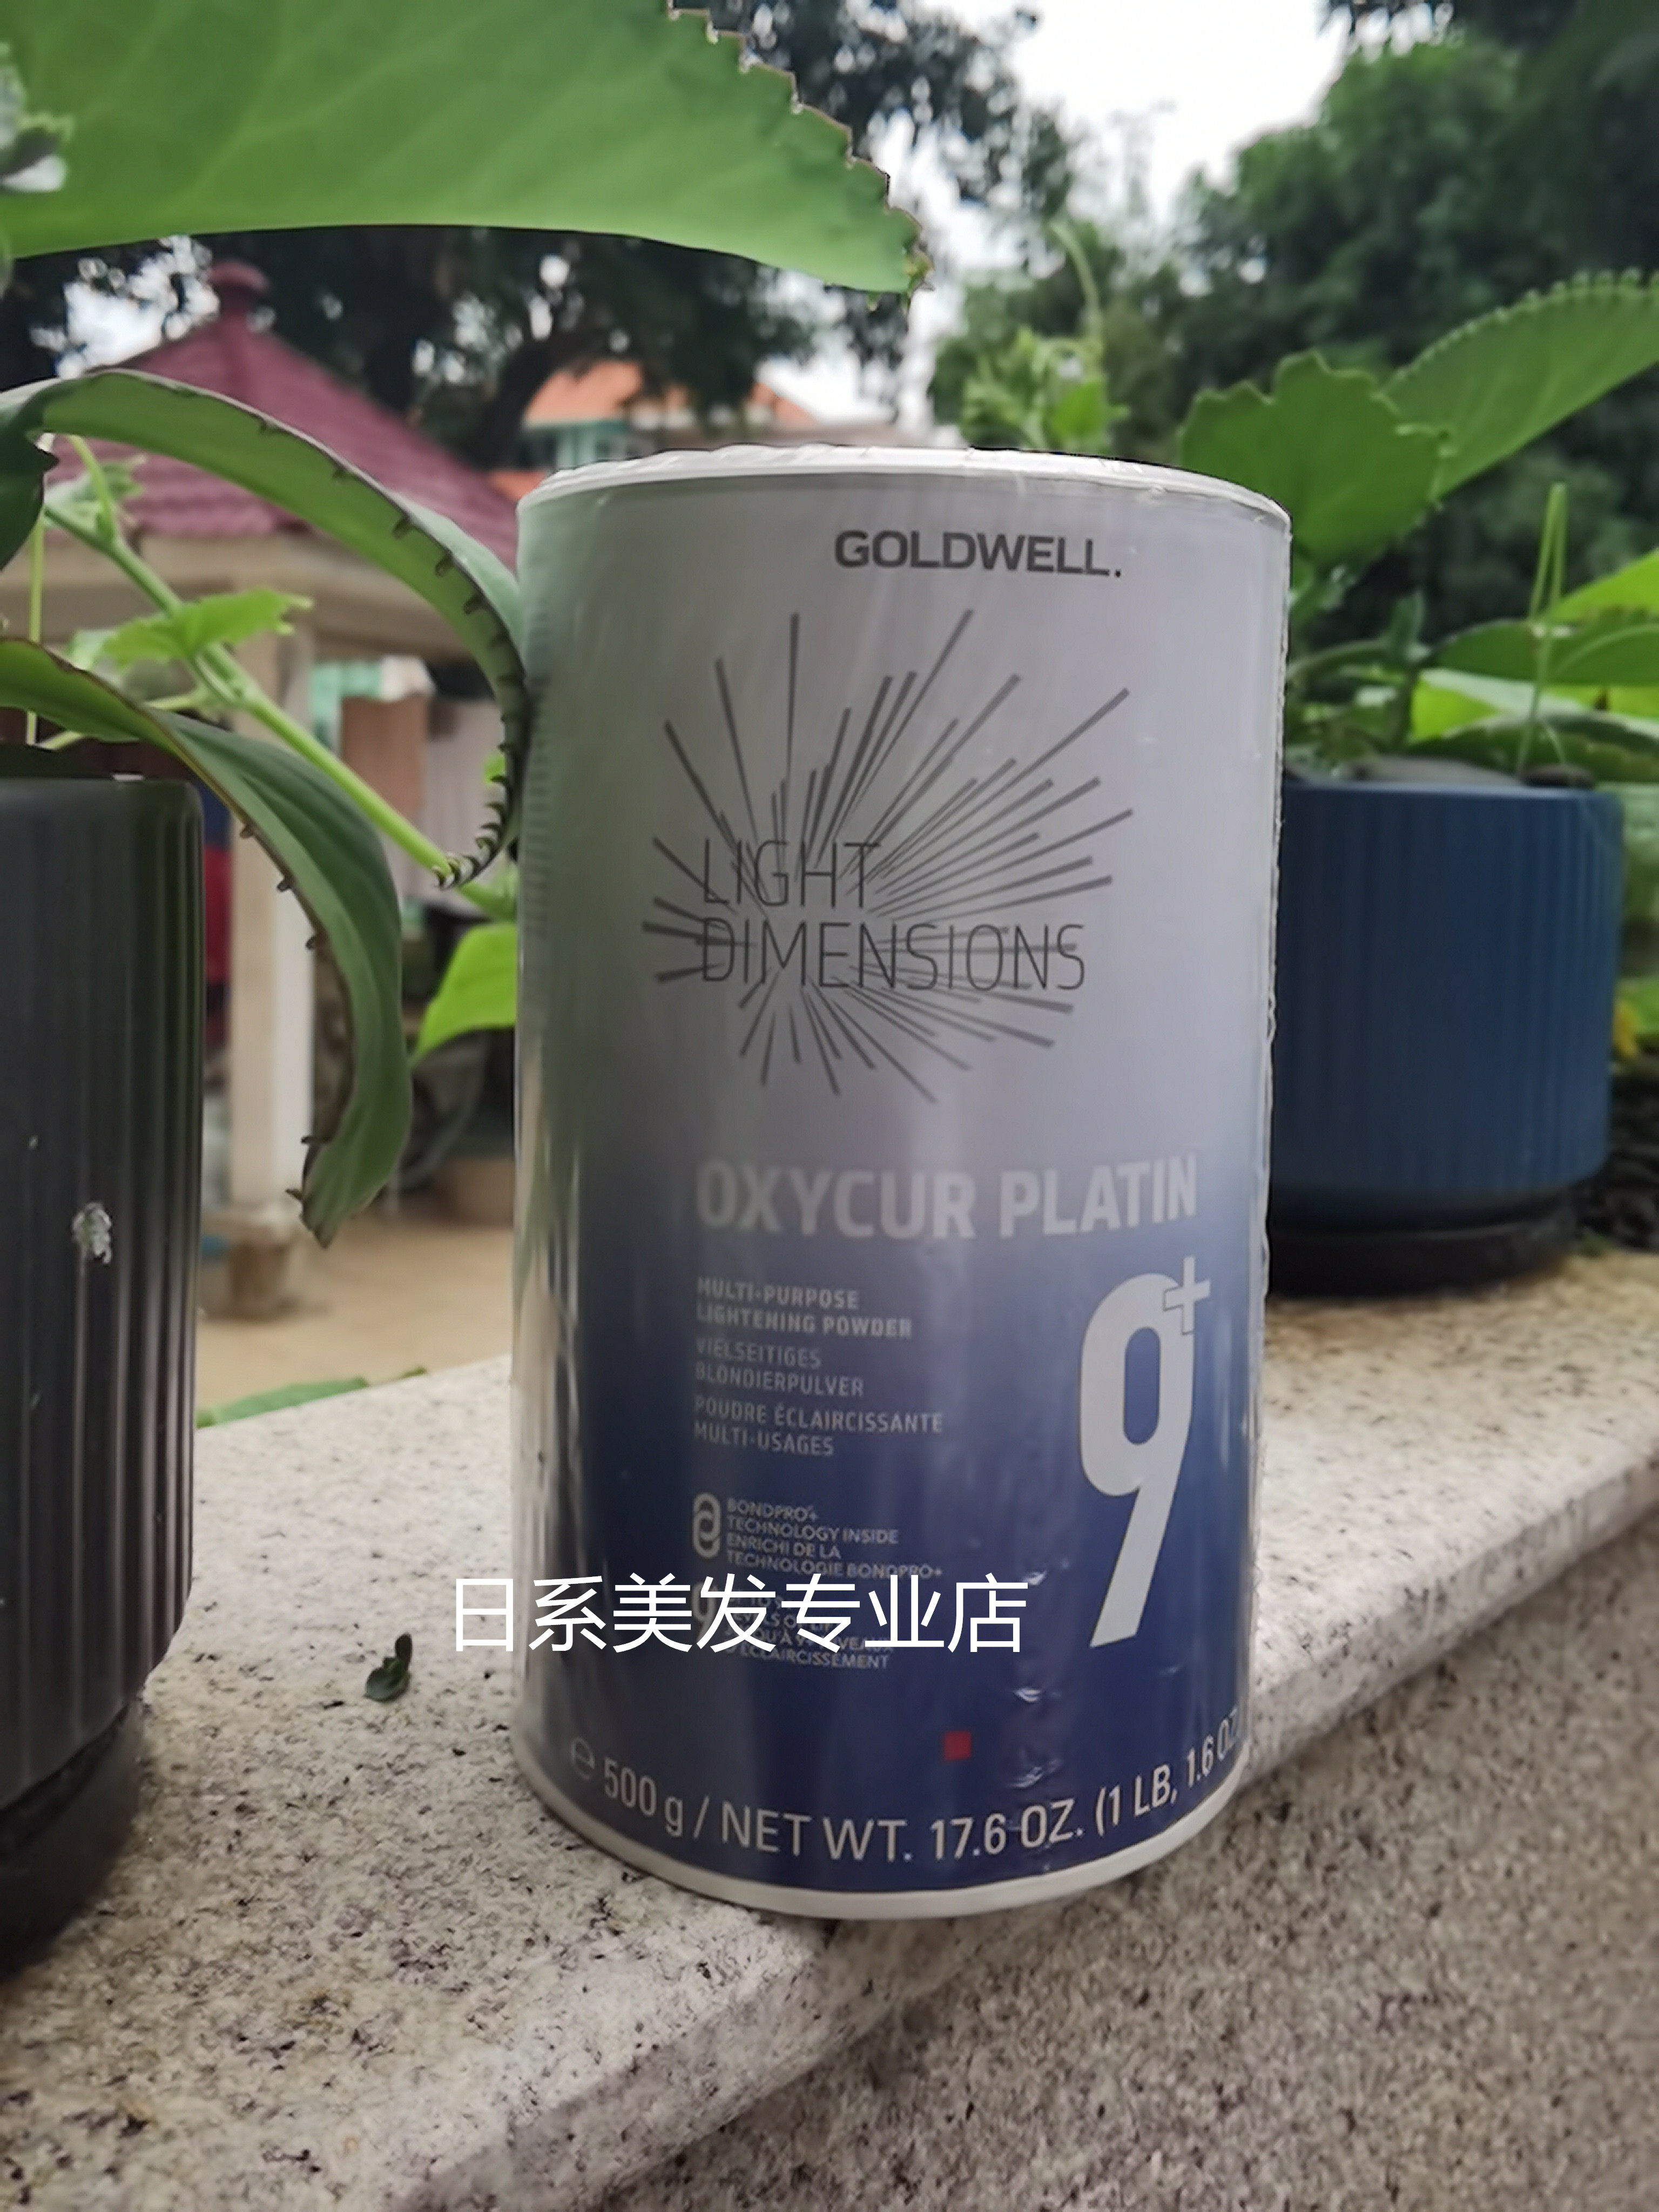 GOLDWELL.
LIGHT
DIMENSIONS
OXYCUR PLATIN
9+
MULTI-PURPOSE
LIGHTENING POWDER
VIELSEITIGES
BLONDIERPULVER
POUDRE ÉCLAIRCISSANTE
MULTI-USAGES
BONDPRO+
TECHNOLOGY INSIDE
ENRICHI DE LA
TECHNOLOGIE BONDPRO+
日系美发专业店
ÉCLAIRCISSEMENT
℮ 500 g / NET WT. 17.6 OZ. (1 LB, 1.6 OZ.